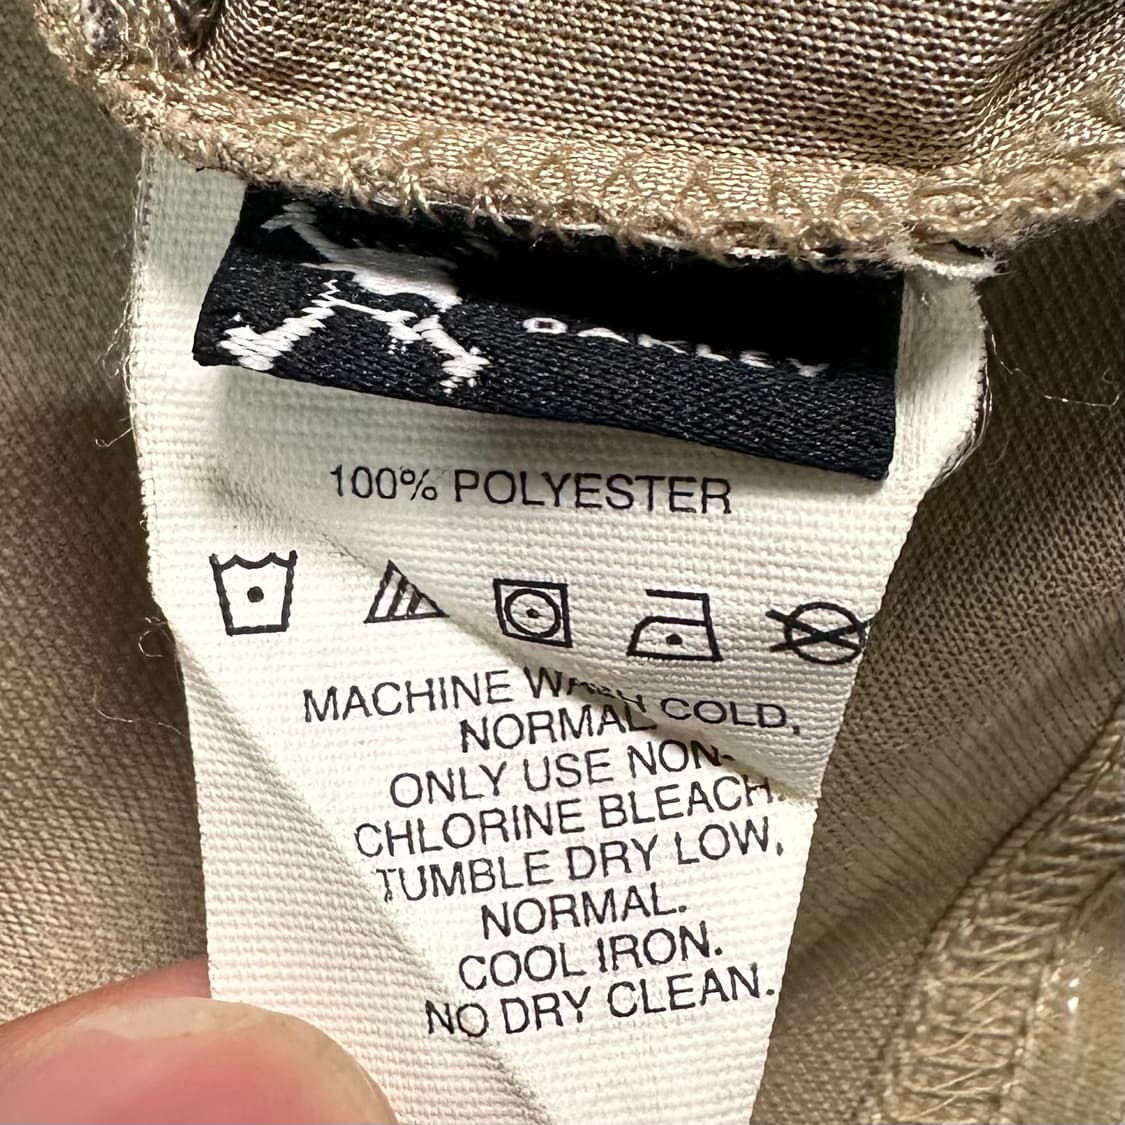 OAKLEY
100% POLYESTER
MACHINE WASH COLD,
NORMAL.
ONLY USE NON-
CHLORINE BLEACH.
TUMBLE DRY LOW,
NORMAL.
COOL IRON.
NO DRY CLEAN.